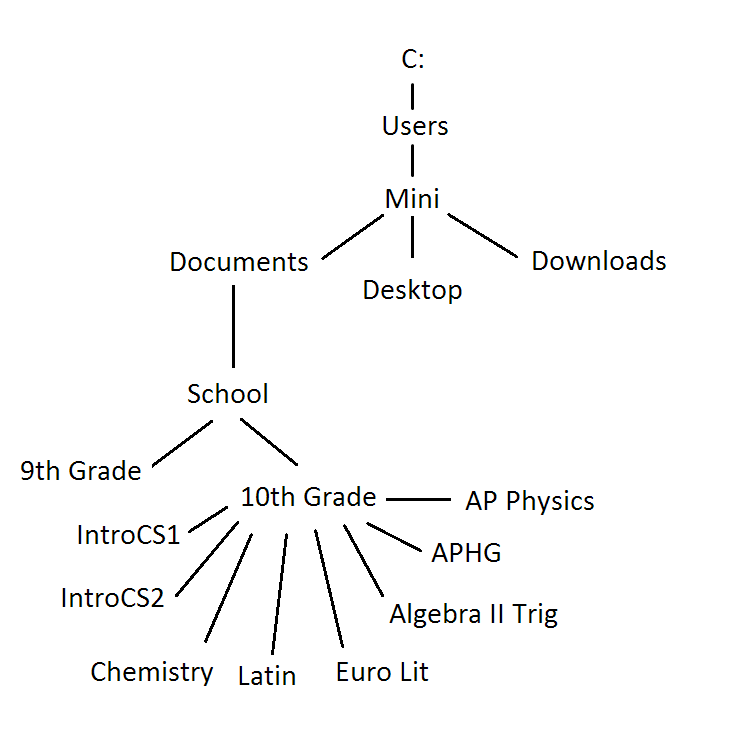 C:
Users
Mini
Documents
Desktop
Downloads
School
9th Grade
10th Grade
AP Physics
IntroCS1
APHG
IntroCS2
Algebra II Trig
Chemistry
Latin
Euro Lit